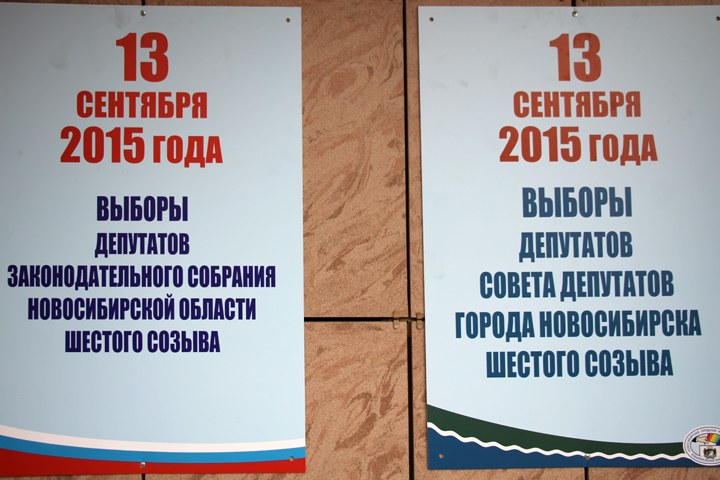 13
СЕНТЯБРЯ
2015 ГОДА
ВЫБОРЫ
ДЕПУТАТОВ
ЗАКОНОДАТЕЛЬНОГО СОБРАНИЯ
НОВОСИБИРСКОЙ ОБЛАСТИ
ШЕСТОГО СОЗЫВА
13
СЕНТЯБРЯ
2015 ГОДА
ВЫБОРЫ
ДЕПУТАТОВ
СОВЕТА ДЕПУТАТОВ
ГОРОДА НОВОСИБИРСКА
ШЕСТОГО СОЗЫВА